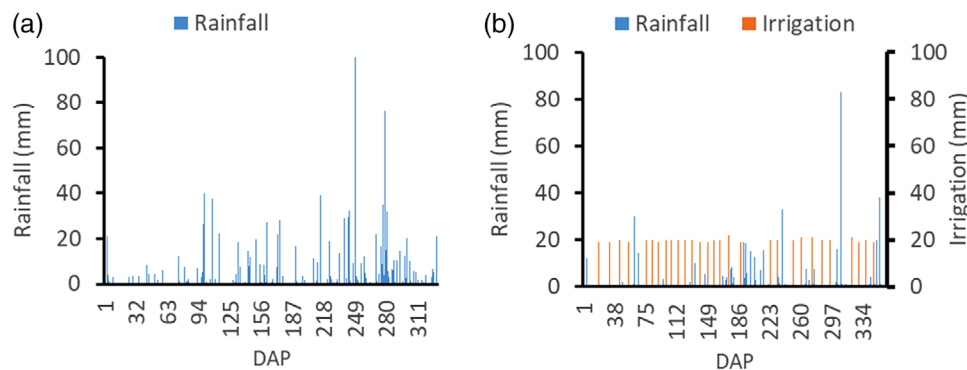 (a)
Rainfall
Rainfall (mm)
100
80
60
40
20
0
1 32 63 94 125 156 187 218 249 280 311
DAP
(b)
Rainfall Irrigation
Rainfall (mm)
100
80
60
40
20
0
1 38 75 112 149 186 223 260 297 334
DAP
100
80
60
40
20
0
Irrigation (mm)